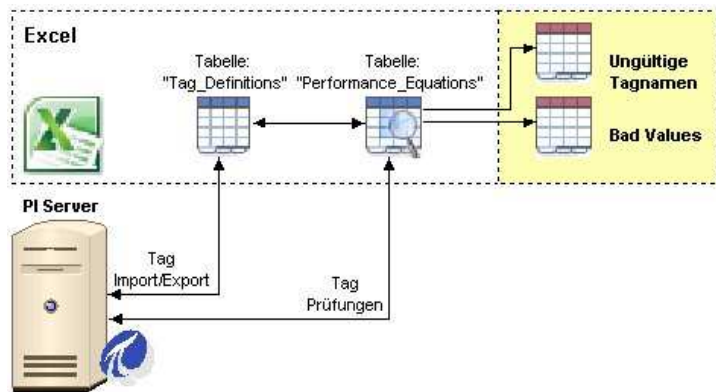 Excel
Tabelle:
"Tag_Definitions"
Tabelle:
"Performance_Equations"
Ungültige
Tagnamen
Bad Values
PI Server
Tag
Import/Export
Tag
Prüfungen